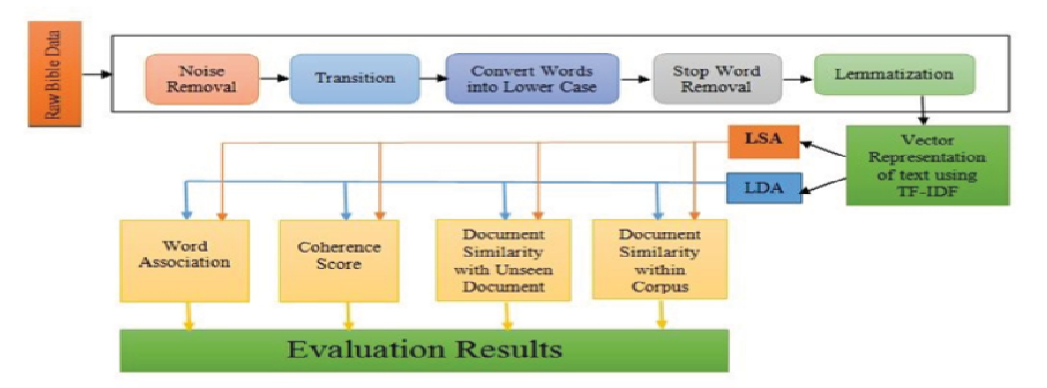 Raw Bible Data
Noise
Removal
Transition
Convert Words
into Lower Case
Stop Word
Removal
Lemmatization
LSA
LDA
Vector
Representation
of text using
TF-IDF
Word
Association
Coherence
Score
Document
Similarity
with Unseen
Document
Document
Similarity
within
Corpus
Evaluation Results